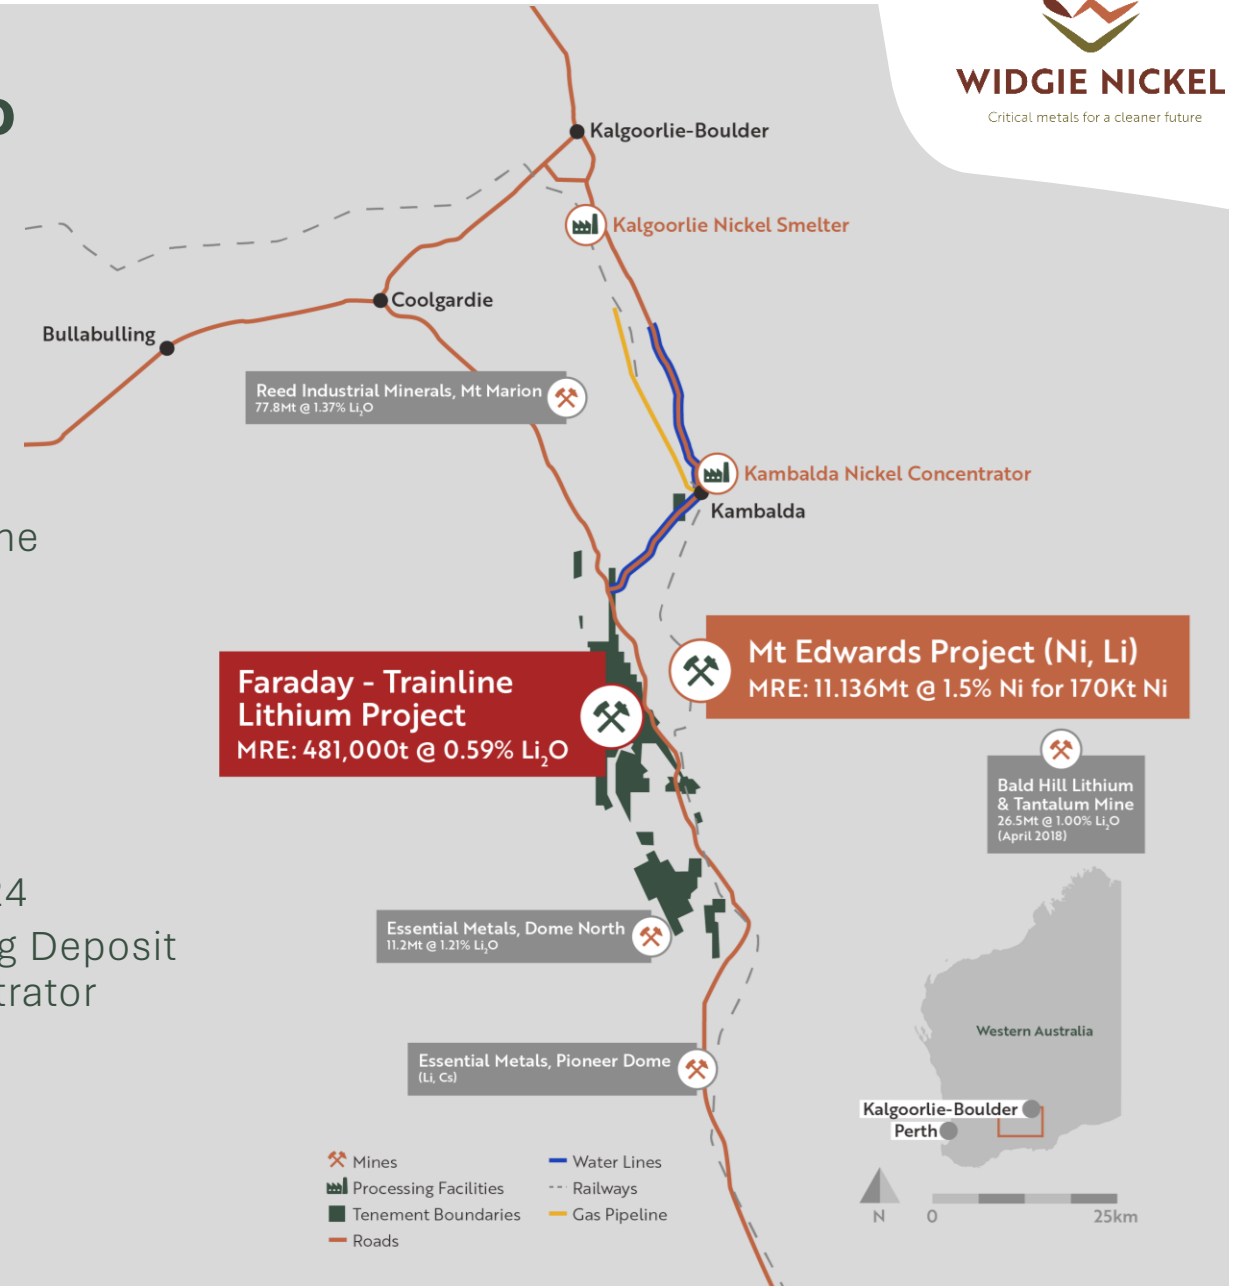 WIDGIE NICKEL
Critical metals for a cleaner future
Kalgoorlie-Boulder
Kalgoorlie Nickel Smelter
Coolgardie
Bullabulling
Reed Industrial Minerals, Mt Marion
77.8Mt @ 1.37% Li₂O
Kambalda Nickel Concentrator
Kambalda
Mt Edwards Project (Ni, Li)
MRE: 11.136Mt @ 1.5% Ni for 170Kt Ni
Faraday - Trainline
Lithium Project
MRE: 481,000t @ 0.59% Li₂O
Bald Hill Lithium
& Tantalum Mine
26.5Mt @ 1.00% Li₂O
(April 2018)
24
g Deposit
trator
Essential Metals, Dome North
11.2Mt @ 1.21% Li₂O
Essential Metals, Pioneer Dome
(Li, Cs)
Western Australia
Kalgoorlie-Boulder
Perth
Mines
Processing Facilities
Tenement Boundaries
Roads
Water Lines
Railways
Gas Pipeline
N
0
25km